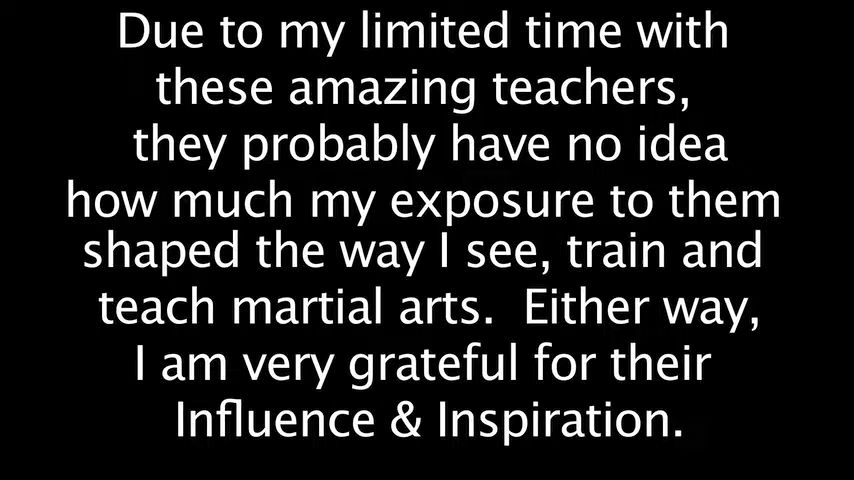 Due to my limited time with
these amazing teachers,
they probably have no idea
how much my exposure to them
shaped the way I see, train and
teach martial arts.  Either way,
I am very grateful for their
Influence & Inspiration.